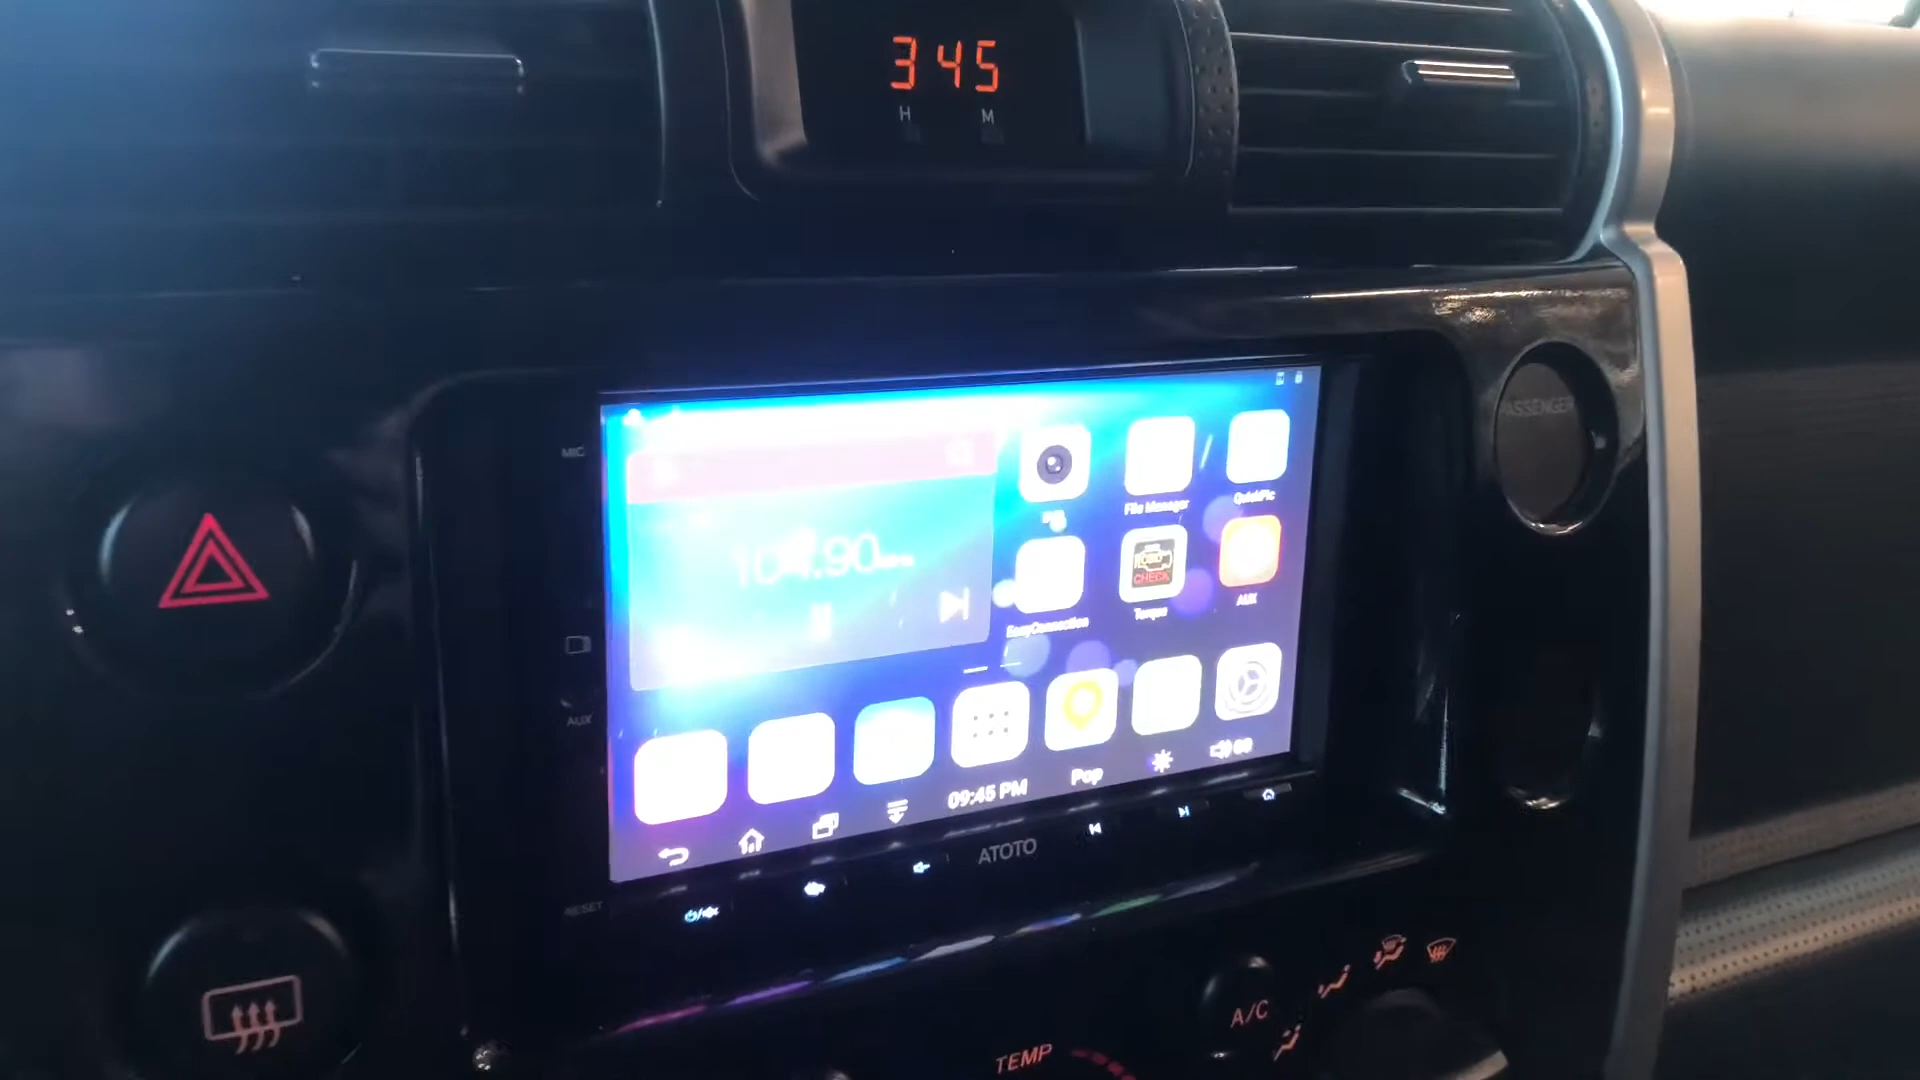 345
H M
PASSENGER
MIC
104.90
File Manager
QuickPic
EasyConnection
CHECK
Torque
AUX
AUX
09:45 PM
Pop
ATOTO
RESET
A/C
TEMP